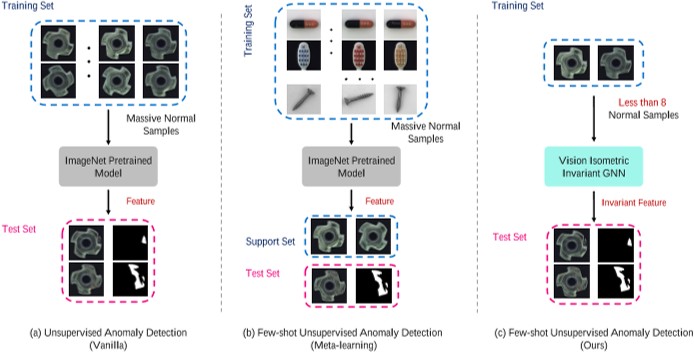 Training Set
Massive Normal
Samples
ImageNet Pretrained
Model
Feature
Test Set
(a) Unsupervised Anomaly Detection
(Vanilla)
Training Set
Massive Normal
Samples
ImageNet Pretrained
Model
Feature
Support Set
Test Set
(b) Few-shot Unsupervised Anomaly Detection
(Meta-learning)
Training Set
Less than 8
Normal Samples
Vision Isometric
Invariant GNN
Invariant Feature
Test Set
(c) Few-shot Unsupervised Anomaly Detection
(Ours)